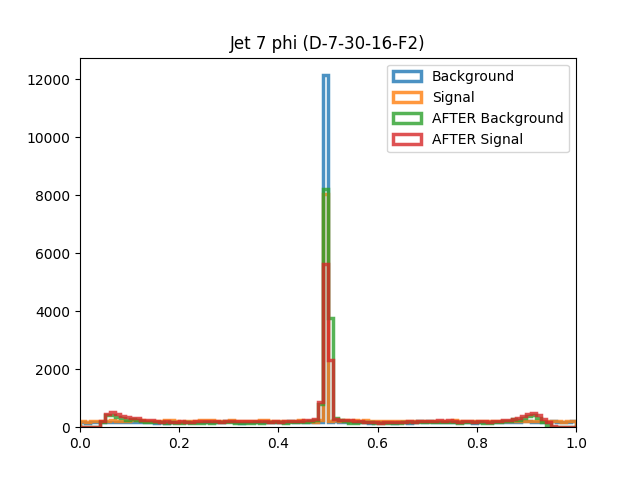 Jet 7 phi (D-7-30-16-F2)
Background
Signal
AFTER Background
AFTER Signal
12000
10000
8000
6000
4000
2000
0
0.0 0.2 0.4 0.6 0.8 1.0